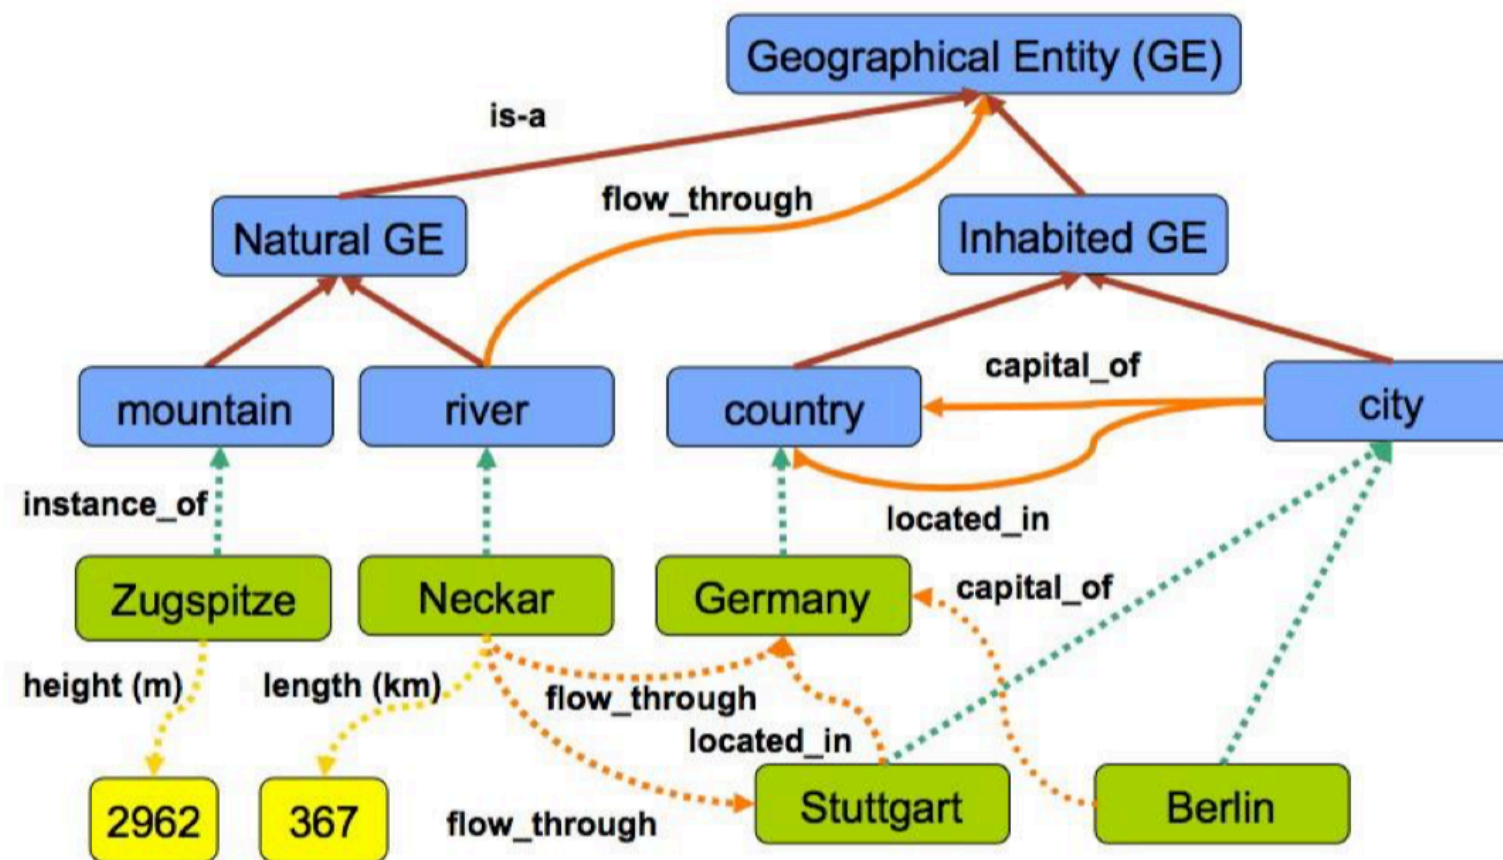 Geographical Entity (GE)
is-a
flow_through
Natural GE
Inhabited GE
capital_of
mountain
river
country
city
instance_of
located_in
Zugspitze
Neckar
Germany
capital_of
height (m)
length (km)
flow_through
located_in
2962
367
flow_through
Stuttgart
Berlin